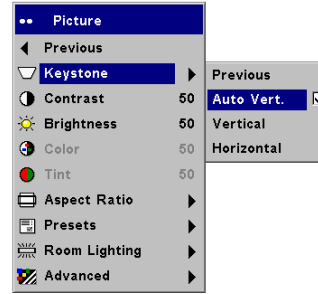 Picture
Previous
Keystone
Contrast 50
Brightness 50
Color 50
Tint 50
Aspect Ratio
Presets
Room Lighting
Advanced
Previous
Auto Vert.
Vertical
Horizontal